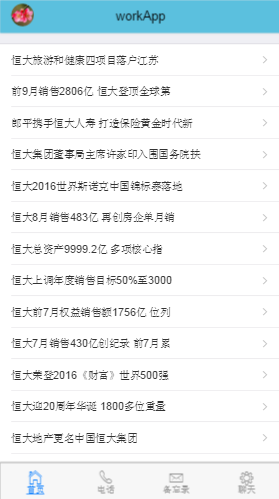 workApp
恒大旅游和健康四项目落户江苏
前9月销售2806亿 恒大登顶全球第
郎平携手恒大人寿 打造保险黄金时代新
恒大集团董事局主席许家印入围国务院扶
恒大2016世界斯诺克中国锦标赛落地
恒大8月销售483亿 再创房企单月销
恒大总资产9999.2亿 多项核心指
恒大上调年度销售目标50%至3000
恒大前7月权益销售额1756亿 位列
恒大7月销售430亿创纪录 前7月累
恒大荣登2016《财富》世界500强
恒大迎20周年华诞 1800多位重量
恒大地产更名中国恒大集团
首页
电话
备忘录
聊天